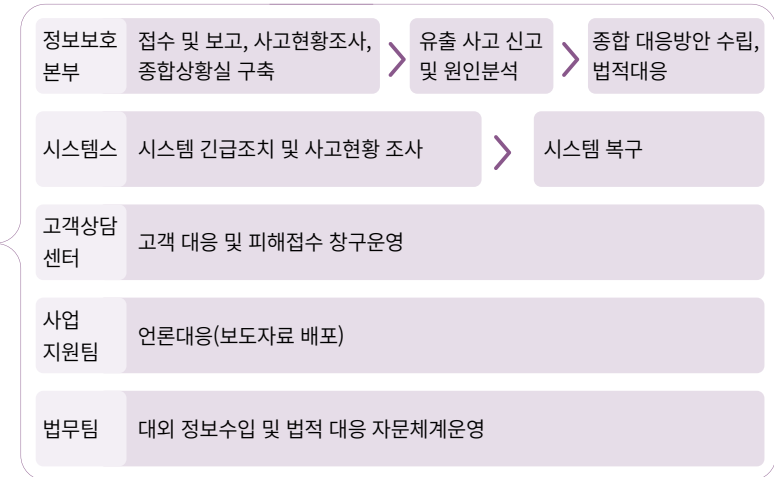 정보보호
본부
접수 및 보고, 사고현황조사,
종합상황실 구축
유출 사고 신고
및 원인분석
종합 대응방안 수립,
법적대응
시스템스
시스템 긴급조치 및 사고현황 조사
시스템 복구
고객상담
센터
고객 대응 및 피해접수 창구운영
사업
지원팀
언론대응(보도자료 배포)
법무팀
대외 정보수입 및 법적 대응 자문체계운영